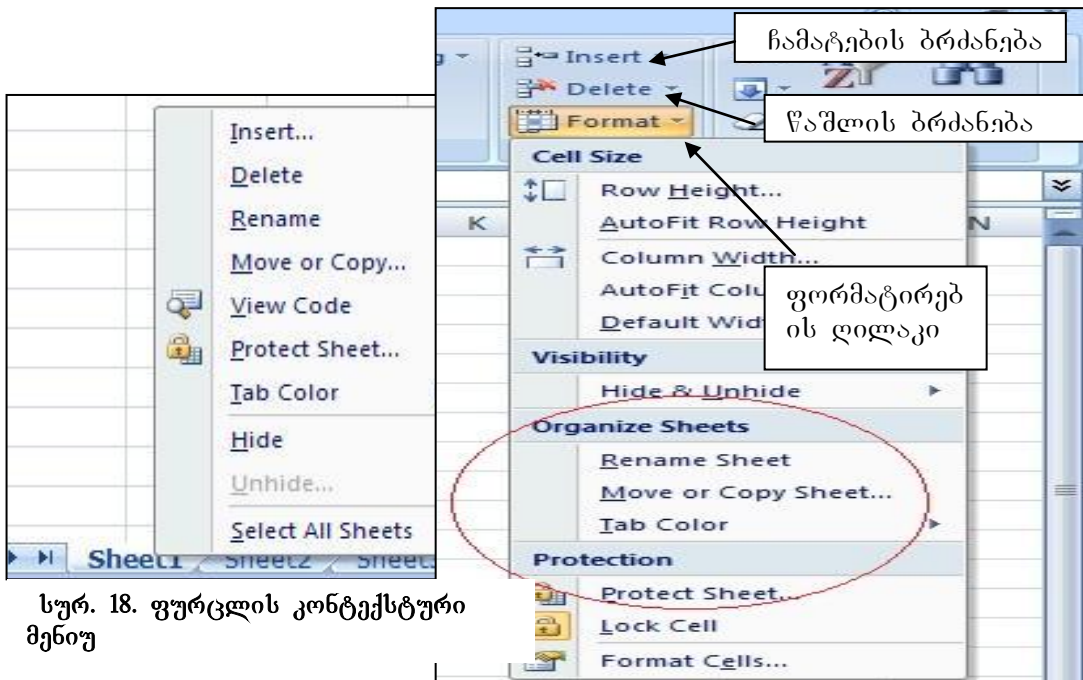 Insert...
Delete
Rename
Move or Copy...
View Code
Protect Sheet...
Tab Color
Hide
Unhide...
Select All Sheets
Sheet1 Sheet2
სურ. 18. ფურცლის კონტექსტური
მენიუ
Insert
Delete
Format
ჩამატების ბრძანება
წაშლის ბრძანება
ფორმატირებ
ის ღილაკი
Cell Size
Row Height...
K
N
AutoFit Row Height
Column Width...
AutoFit
Default
Visibility
Hide & Unhide
Organize Sheets
Rename Sheet
Move or Copy Sheet...
Tab Color
Protection
Protect Sheet...
Lock Cell
Format Cells...